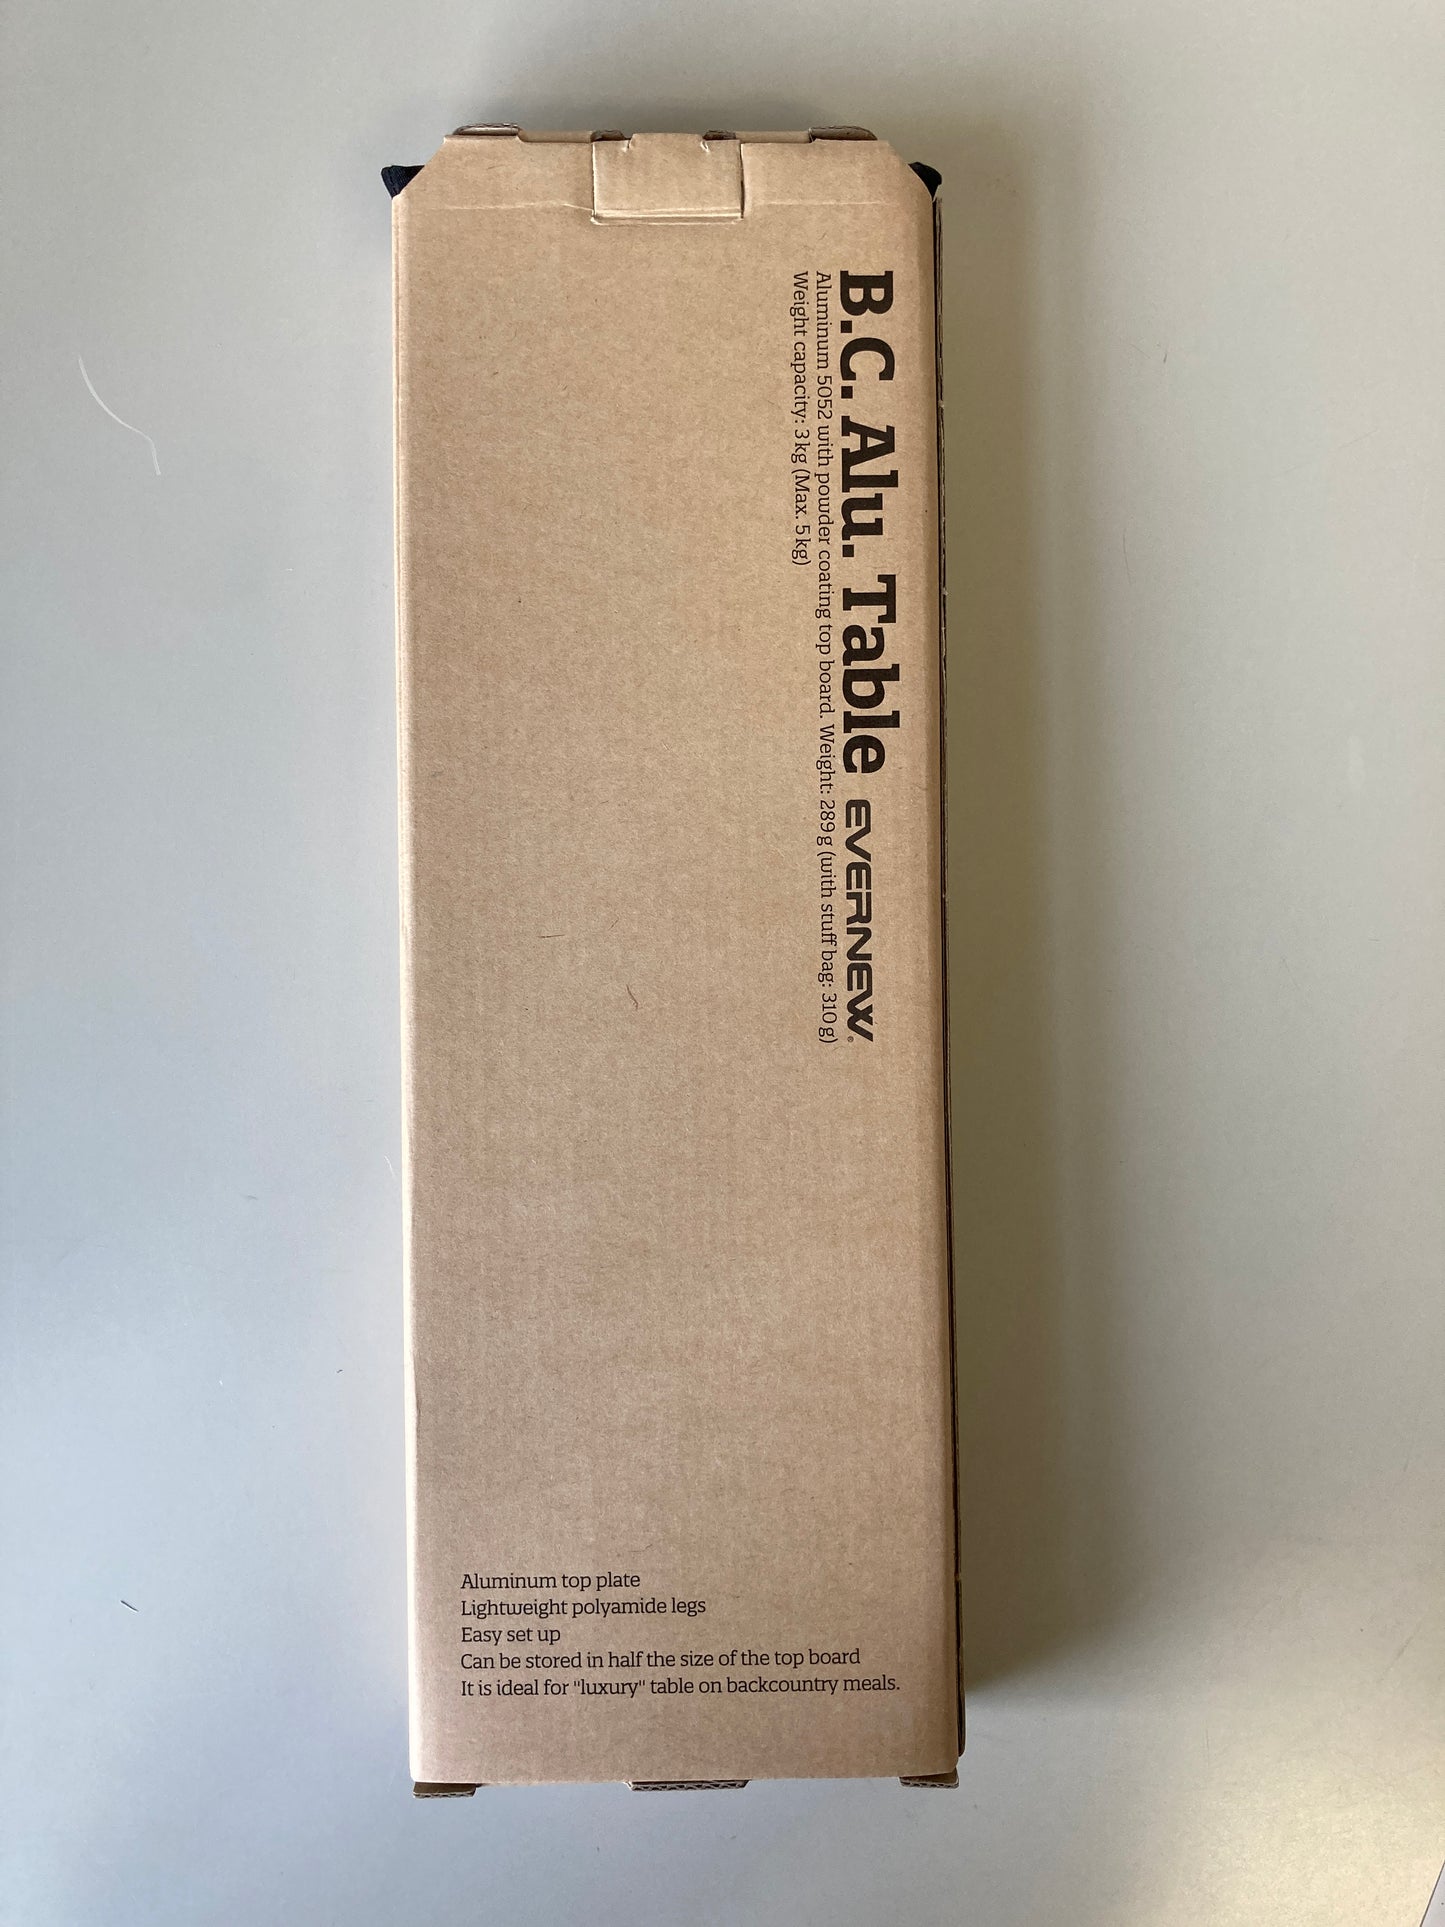 B.C. Alu. Table EVERNEW®
Aluminum 5052 with powder coating top board. Weight: 289g (with stuff bag: 310g)
Weight capacity: 3kg (Max. 5kg)
Aluminum top plate
Lightweight polyamide legs
Easy set up
Can be stored in half the size of the top board
It is ideal for "luxury" table on backcountry meals.